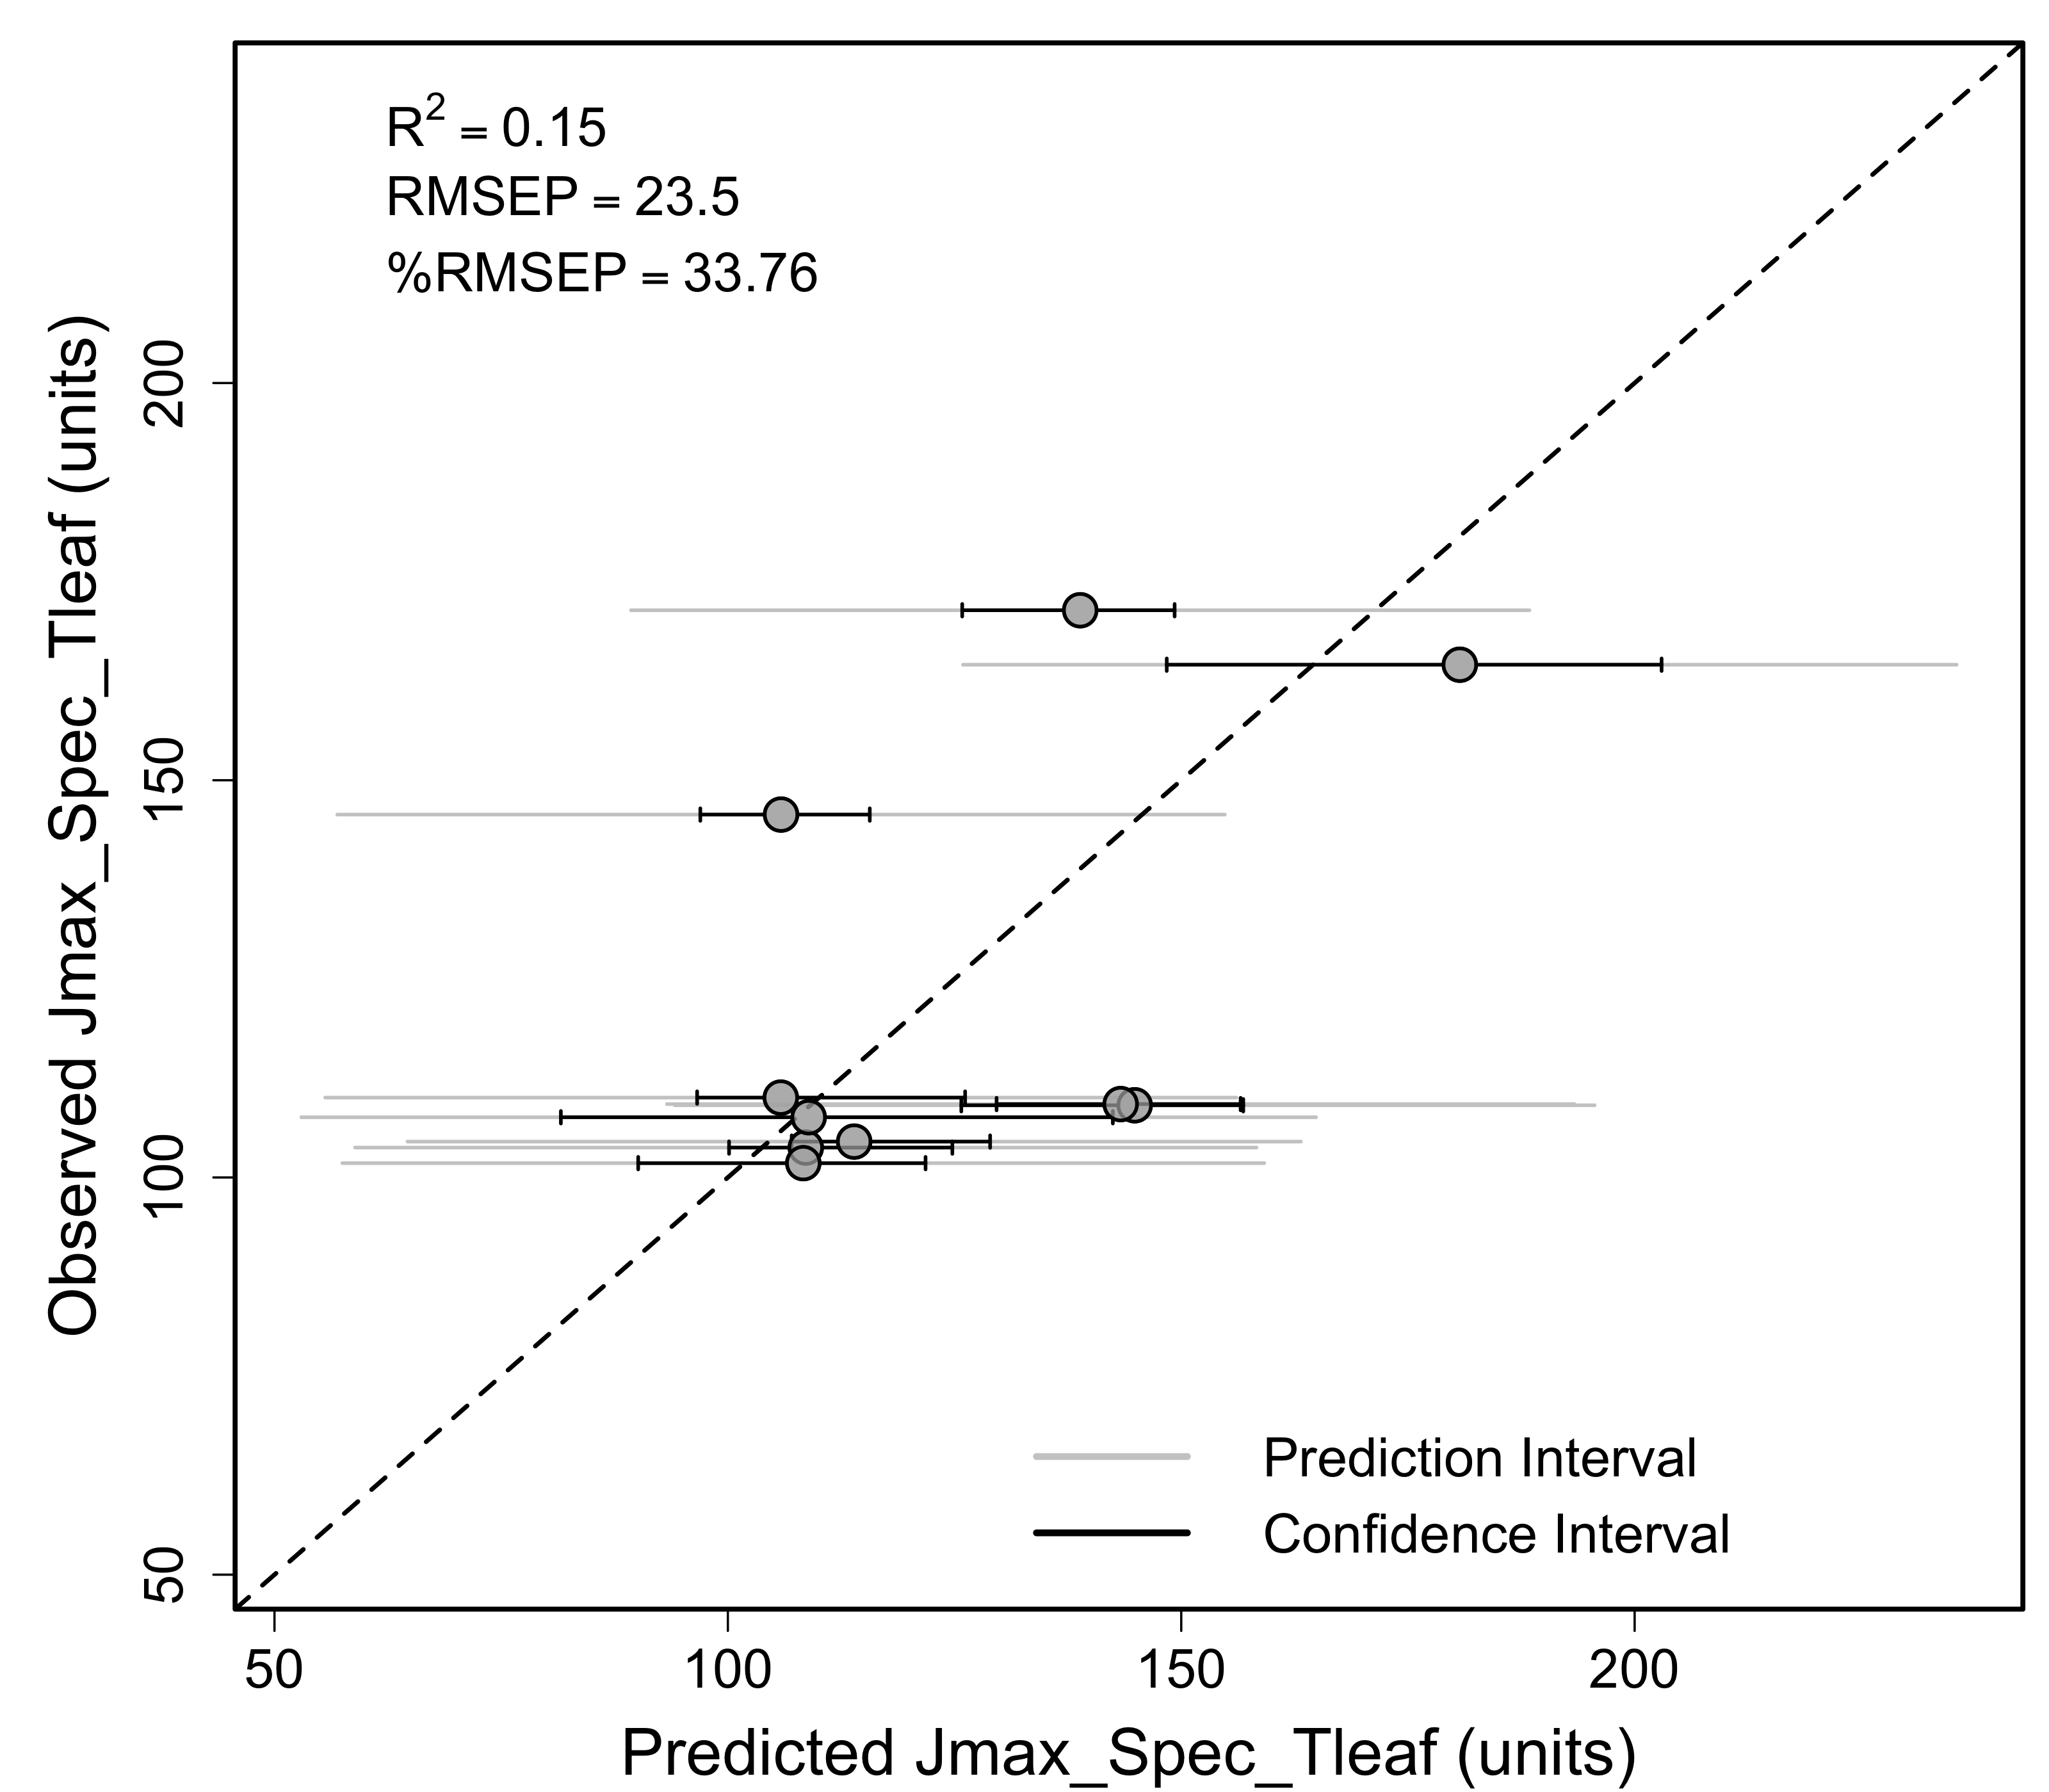 R2 = 0.15
RMSEP = 23.5
%RMSEP = 33.76
Observed Jmax_Spec_Tleaf (units)
200
150
100
50
Prediction Interval
Confidence Interval
50 100 150 200
Predicted Jmax_Spec_Tleaf (units)